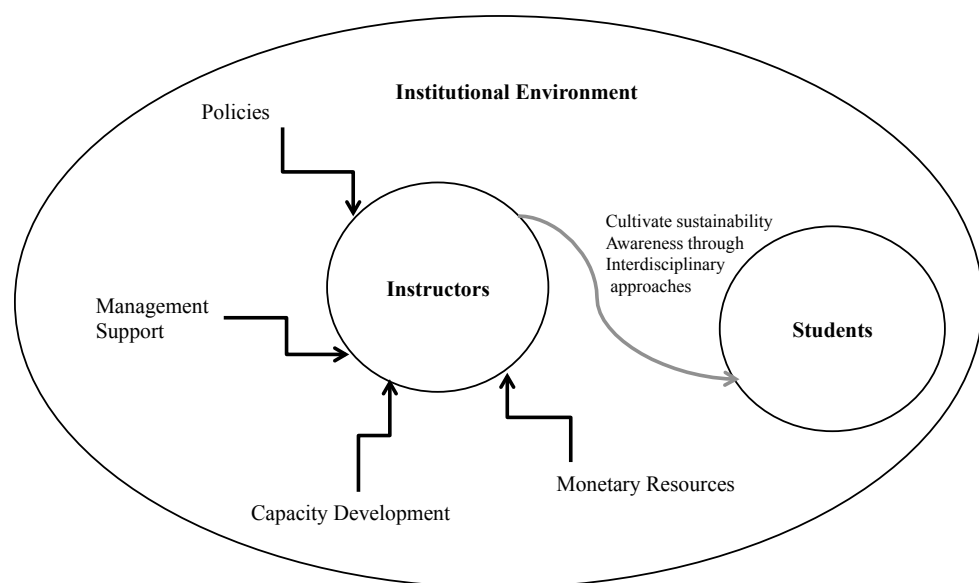 Institutional Environment
Policies
Cultivate sustainability
Awareness through
Interdisciplinary
approaches
Instructors
Management
Support
Students
Monetary Resources
Capacity Development